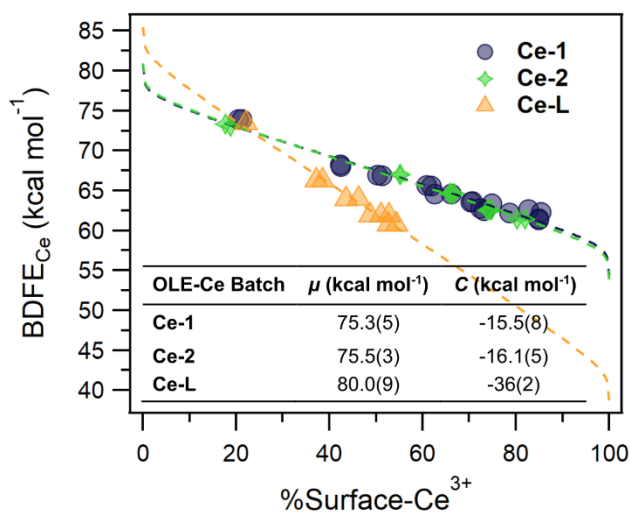 85
80
75
70
65
60
55
50
45
40
BDFE_Ce (kcal mol⁻¹)
Ce-1
Ce-2
Ce-L
OLE-Ce Batch μ (kcal mol⁻¹) C (kcal mol⁻¹)
Ce-1 75.3(5) -15.5(8)
Ce-2 75.5(3) -16.1(5)
Ce-L 80.0(9) -36(2)
0 20 40 60 80 100
%Surface-Ce³⁺